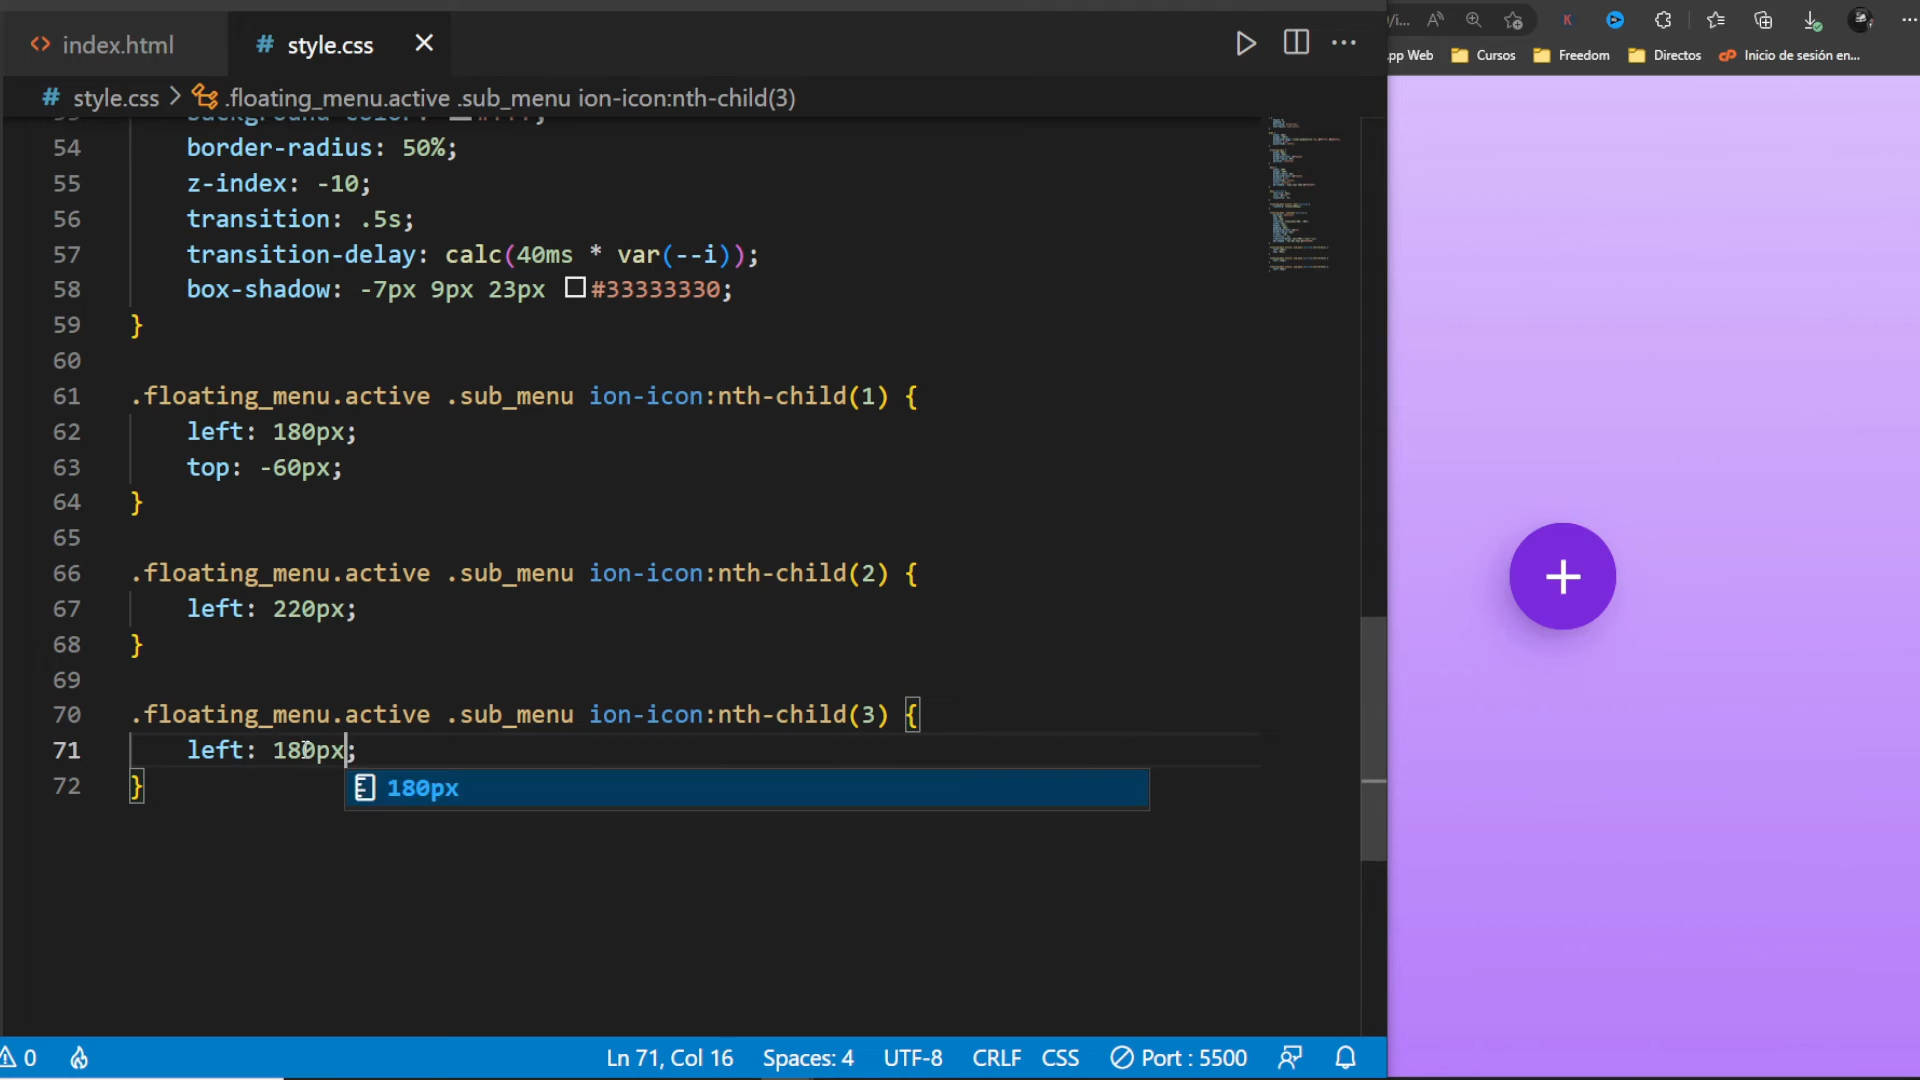 index.html
# style.css
/i...
App Web
Cursos
Freedom
Directos
Inicio de sesión en...
# style.css > .floating_menu.active .sub_menu ion-icon:nth-child(3)
54 border-radius: 50%;
55 z-index: -10;
56 transition: .5s;
57 transition-delay: calc(40ms * var(--i));
58 box-shadow: -7px 9px 23px #33333330;
59 }
60
61 .floating_menu.active .sub_menu ion-icon:nth-child(1) {
62 left: 180px;
63 top: -60px;
64 }
65
66 .floating_menu.active .sub_menu ion-icon:nth-child(2) {
67 left: 220px;
68 }
69
70 .floating_menu.active .sub_menu ion-icon:nth-child(3) {
71 left: 180px;
72 }
180px
0
Ln 71, Col 16
Spaces: 4
UTF-8
CRLF
CSS
Port : 5500